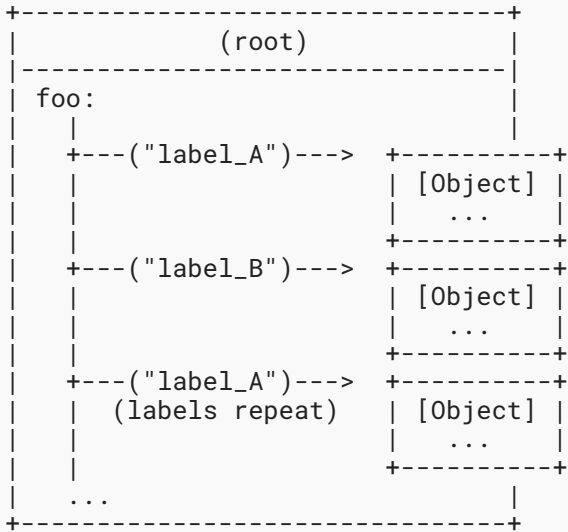 +--------------------------------+
|             (root)             |
|--------------------------------|
| foo:                           |
|   |                            |
|   +---("label_A")--->  +----------+
|   |                    | [Object] |
|   |                    |   ...    |
|   |                    +----------+
|   +---("label_B")--->  +----------+
|   |                    | [Object] |
|   |                    |   ...    |
|   |                    +----------+
|   +---("label_A")--->  +----------+
|   |  (labels repeat)   | [Object] |
|   |                    |   ...    |
|   |                    +----------+
|   ...                          |
+--------------------------------+